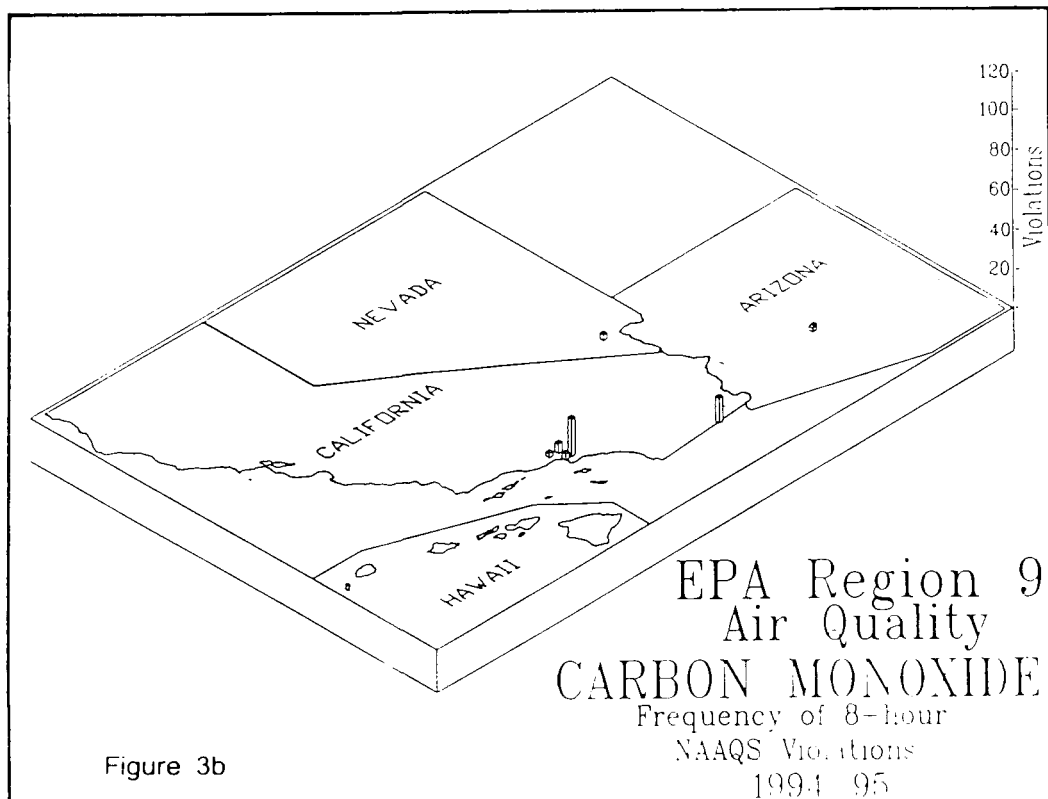 120
100
80
60
40
20
Violations
NEVADA
ARIZONA
CALIFORNIA
HAWAII
EPA Region 9
Air Quality
CARBON MONOXIDE
Frequency of 8-hour
NAAQS Violations
1994 95
Figure 3b